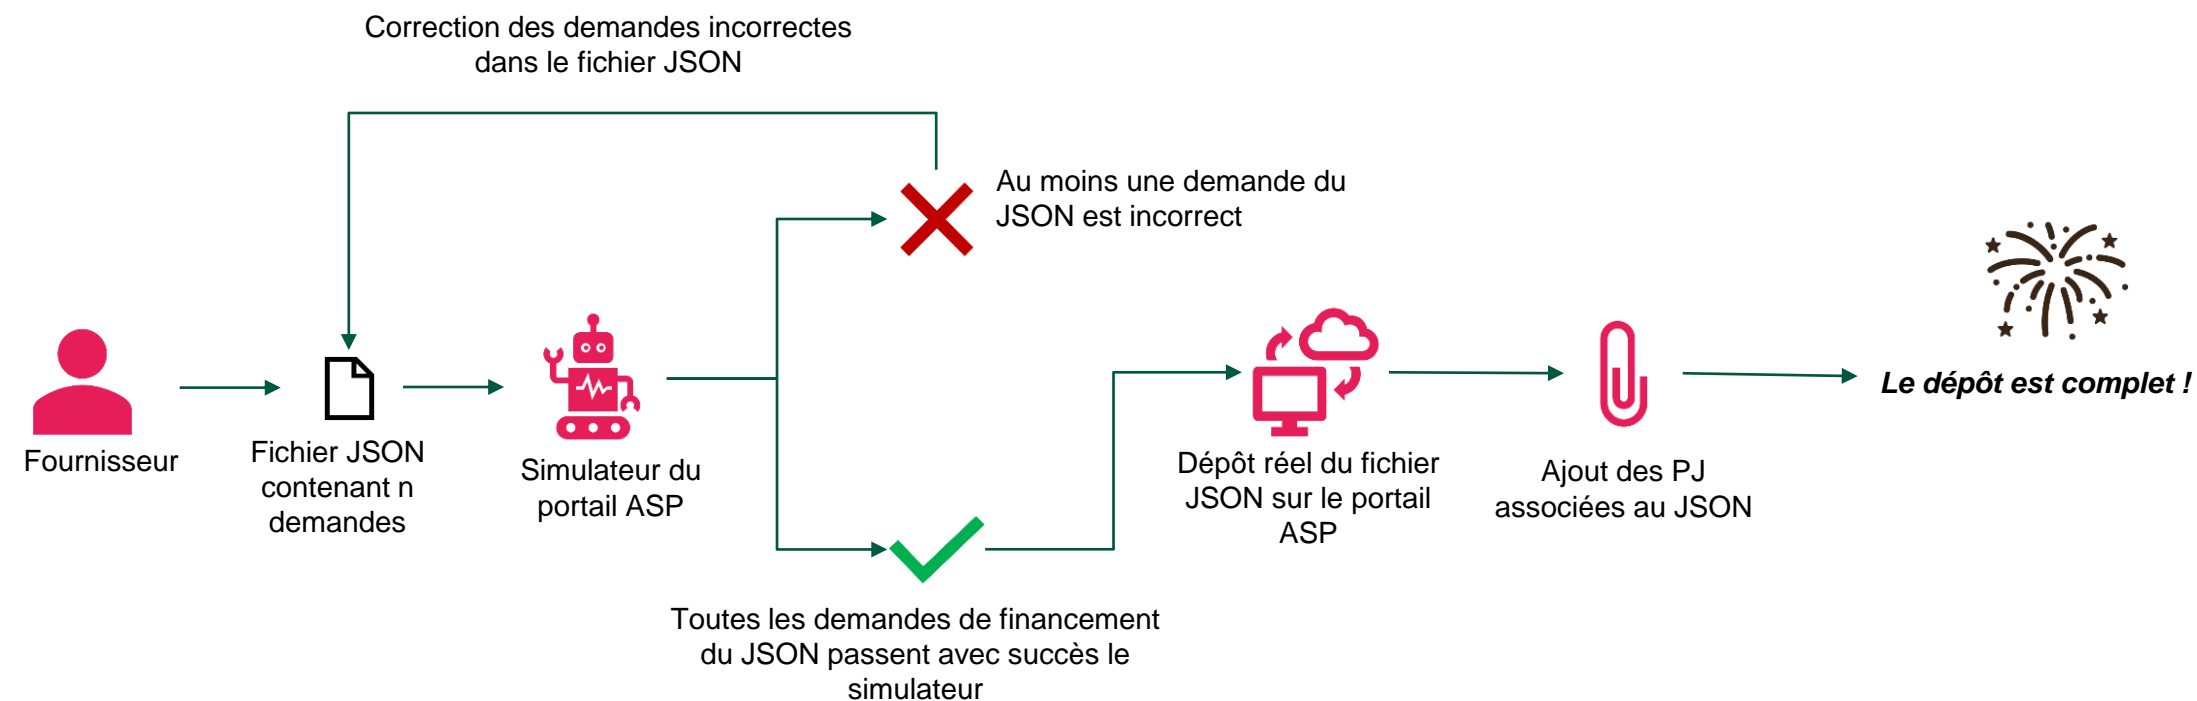 Correction des demandes incorrectes
dans le fichier JSON
Au moins une demande du
JSON est incorrect
Fournisseur
Fichier JSON
contenant n
demandes
Simulateur du
portail ASP
Toutes les demandes de financement
du JSON passent avec succès le
simulateur
Dépôt réel du fichier
JSON sur le portail
ASP
Ajout des PJ
associées au JSON
Le dépôt est complet !